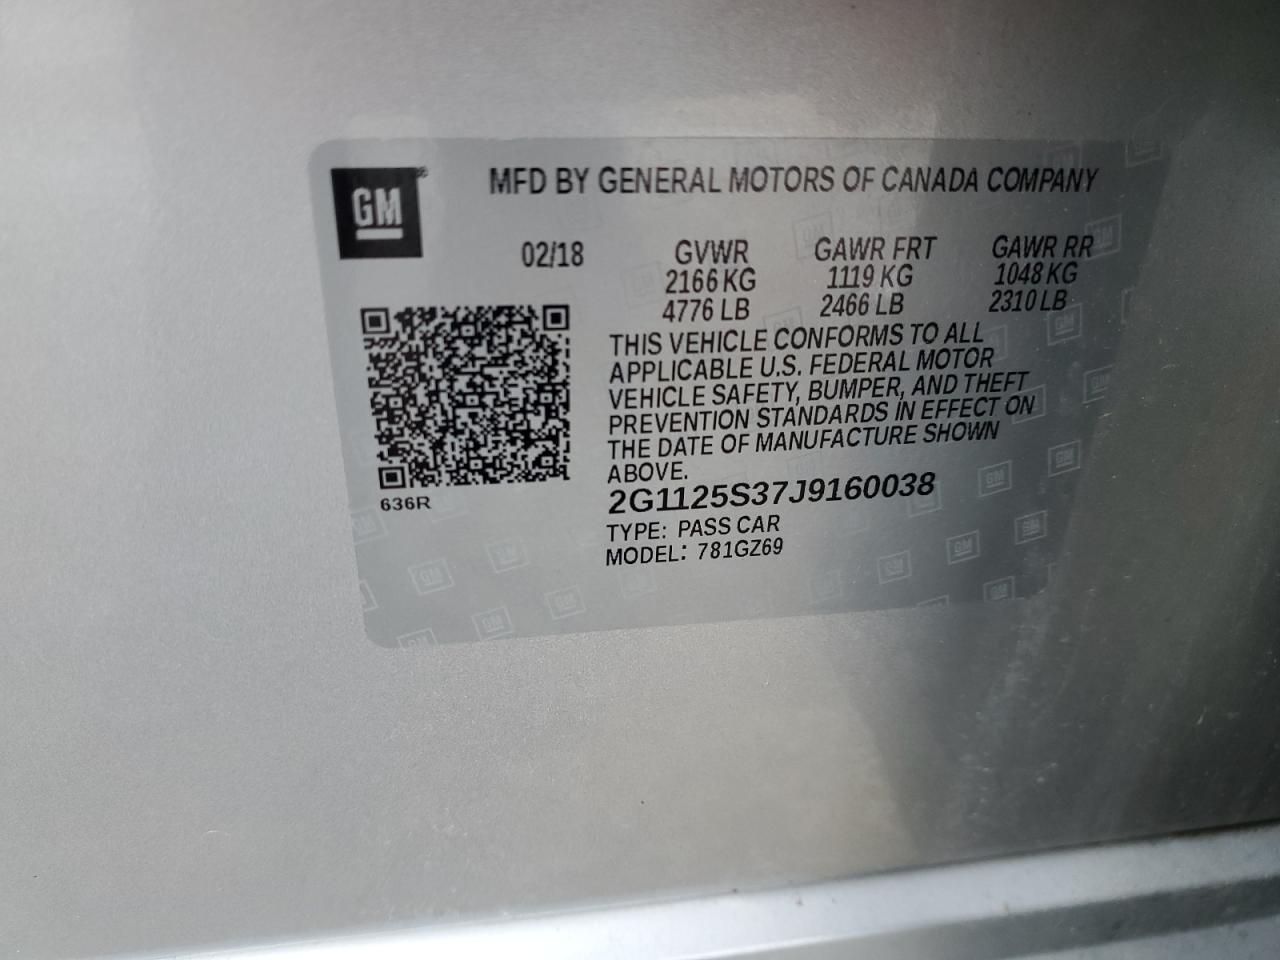 GM
MFD BY GENERAL MOTORS OF CANADA COMPANY
02/18 GVWR GAWR FRT GAWR RR
2166 KG 1119 KG 1048 KG
4776 LB 2466 LB 2310 LB
THIS VEHICLE CONFORMS TO ALL
APPLICABLE U.S. FEDERAL MOTOR
VEHICLE SAFETY, BUMPER, AND THEFT
PREVENTION STANDARDS IN EFFECT ON
THE DATE OF MANUFACTURE SHOWN
ABOVE.
636R
2G1125S37J9160038
TYPE: PASS CAR
MODEL: 781GZ69